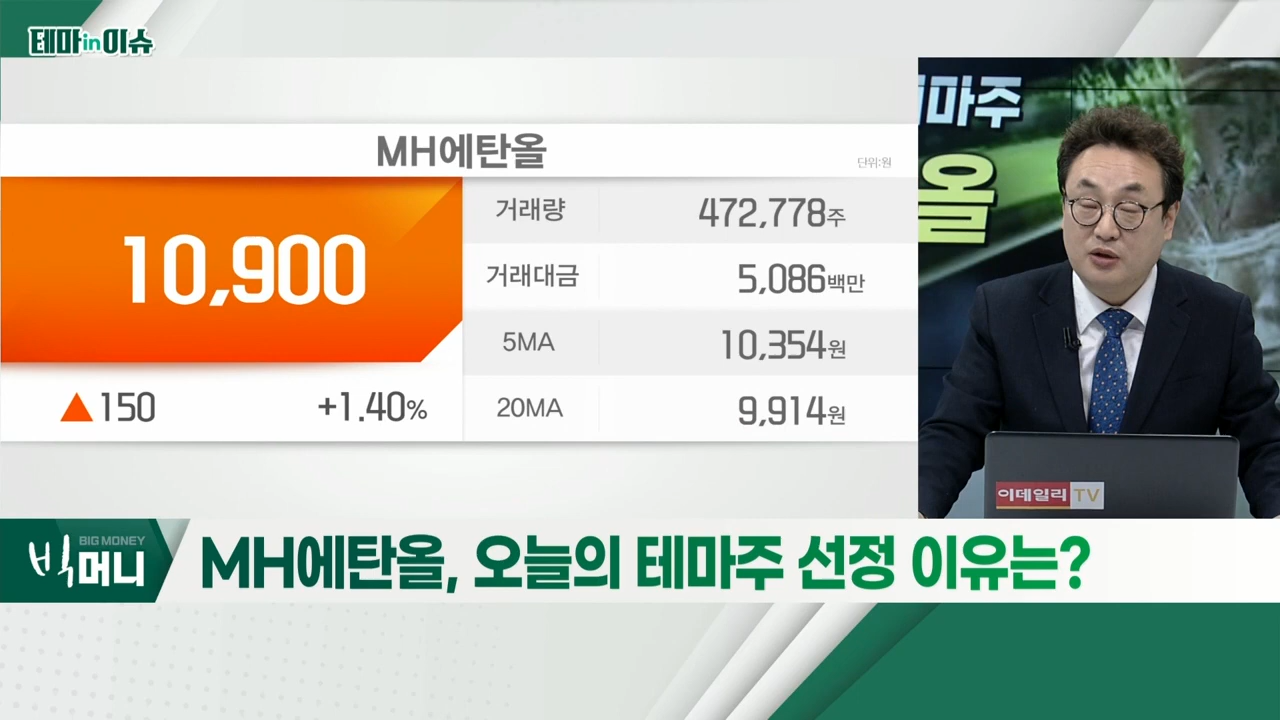 테마in이슈
MH에탄올
단위:원
10,900
▲150 +1.40%
거래량 472,778주
거래대금 5,086백만
5MA 10,354원
20MA 9,914원
마주
올
이데일리TV
BIG MONEY
빅머니
MH에탄올, 오늘의 테마주 선정 이유는?